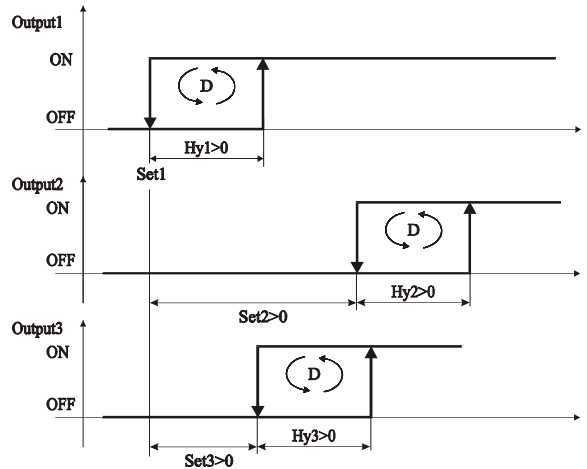 Output1
ON
D
OFF
Hy1>0
Set1
Output2
ON
D
OFF
Hy2>0
Set2>0
Output3
ON
D
OFF
Hy3>0
Set3>0